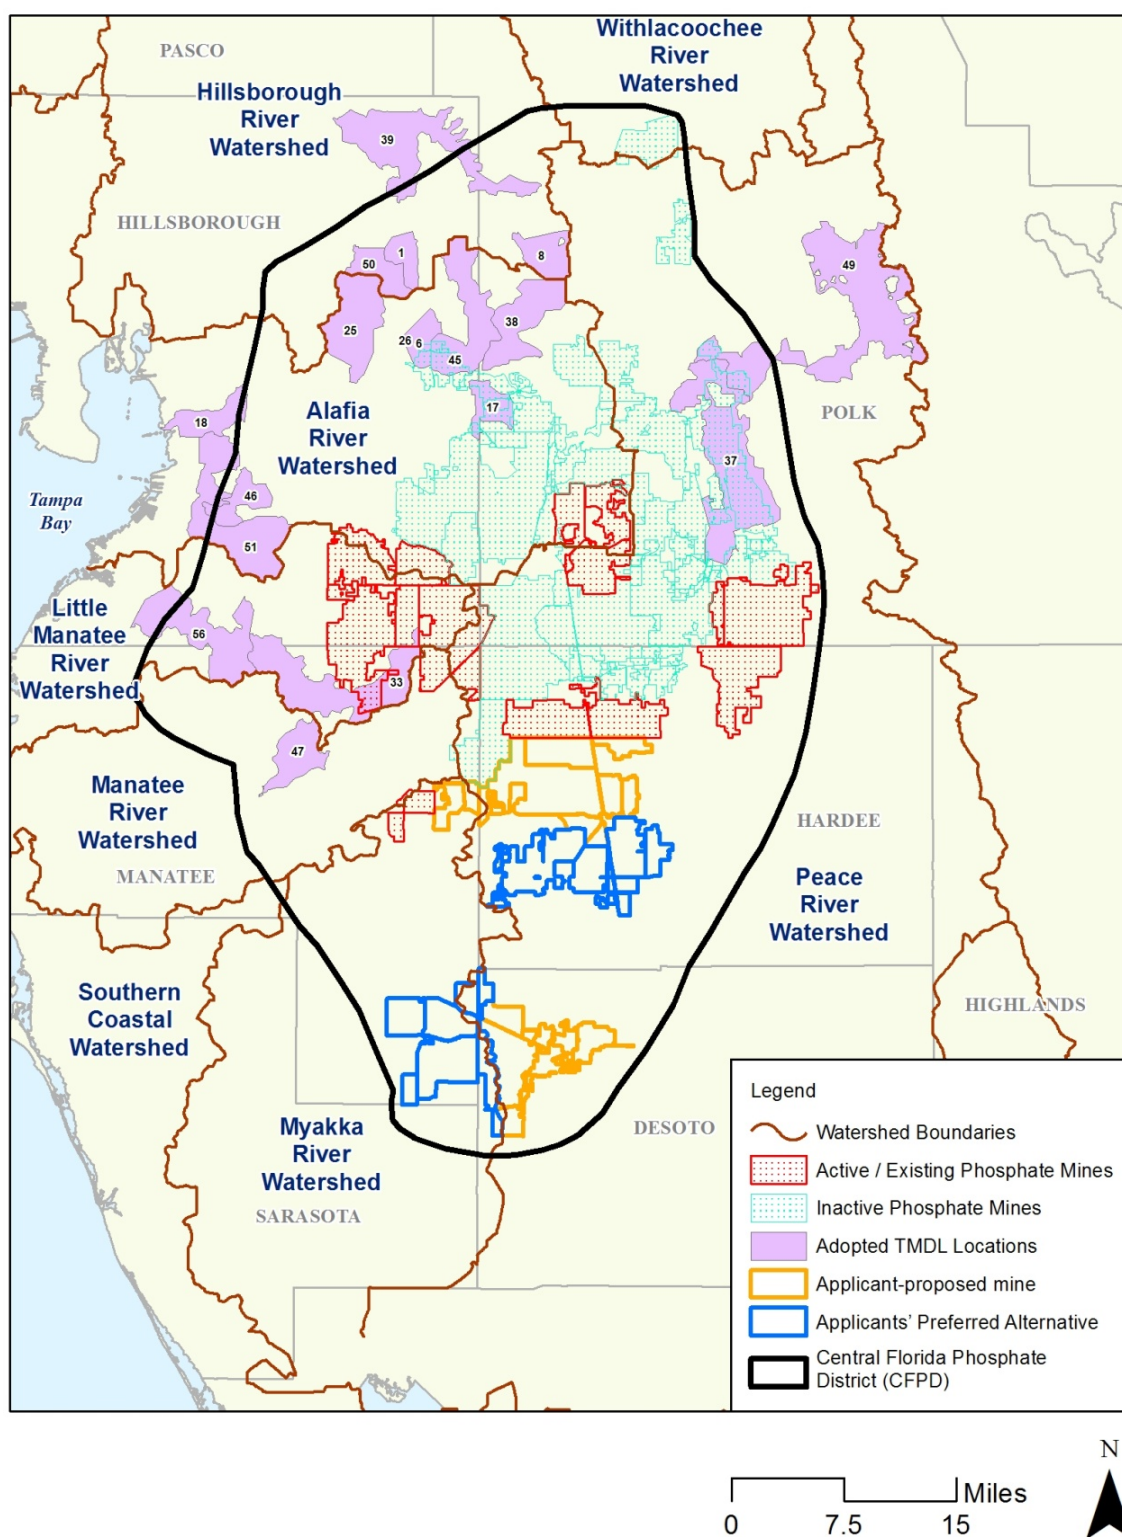 PASCO
Withlacoochee
River
Watershed
Hillsborough
River
Watershed
39
HILLSBOROUGH
1
50
8
49
25
38
26
6
45
17
POLK
18
Alafia
River
Watershed
37
Tampa
Bay
46
51
Little
Manatee
River
Watershed
56
33
47
Manatee
River
Watershed
HARDEE
MANATEE
Peace
River
Watershed
Southern
Coastal
Watershed
HIGHLANDS
Myakka
River
Watershed
DESOTO
SARASOTA
Legend
Watershed Boundaries
Active / Existing Phosphate Mines
Inactive Phosphate Mines
Adopted TMDL Locations
Applicant-proposed mine
Applicants’ Preferred Alternative
Central Florida Phosphate
District (CFPD)
N
Miles
0 7.5 15